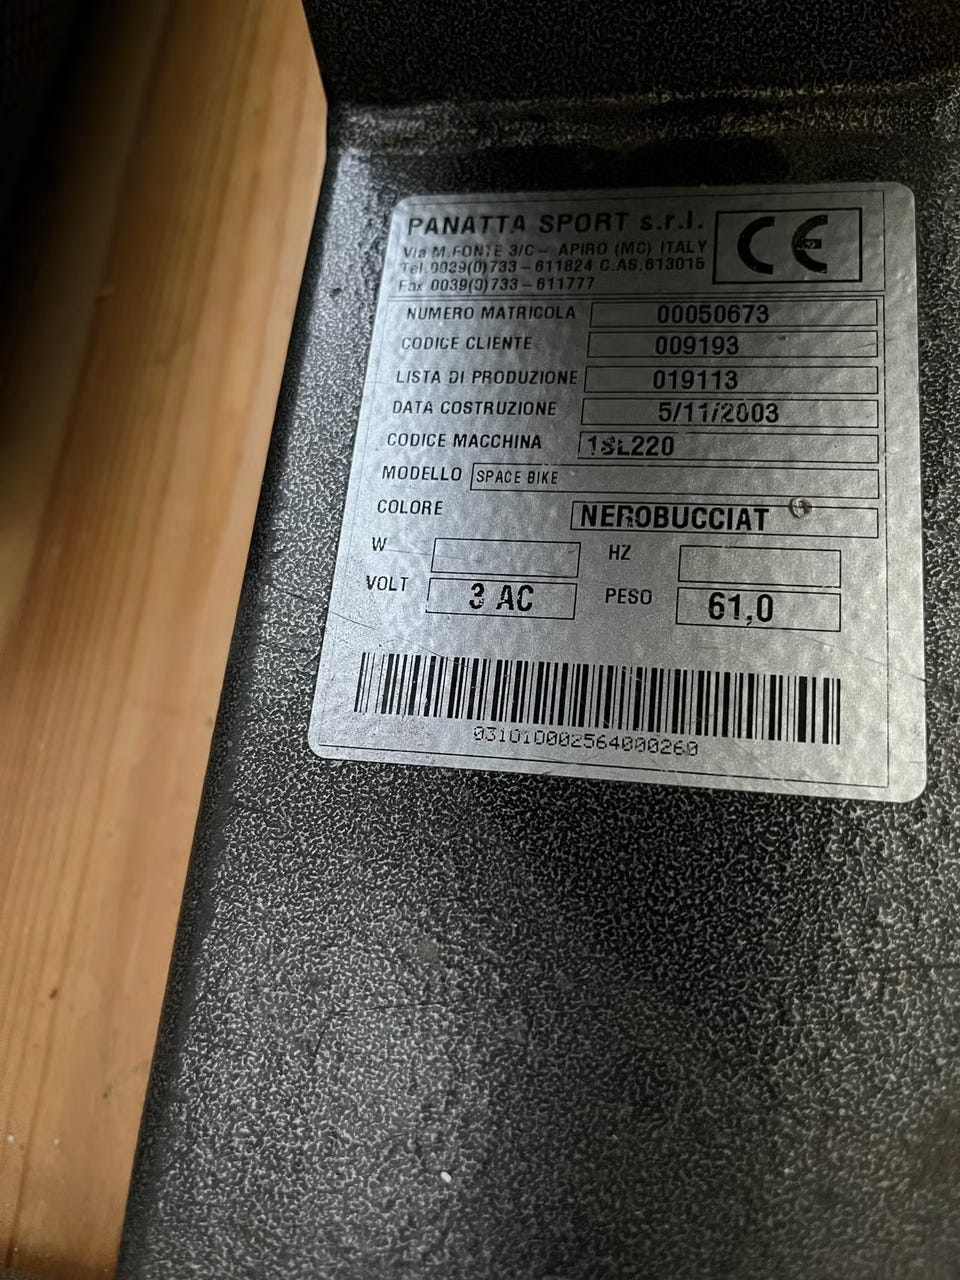 PANATTA SPORT s.r.l.
CE
Via M.FONTE 3/C - APIRO (MC) ITALY
Tel.0039(0)733-611824 C.AS.613015
Fax 0039(0)733-611777
NUMERO MATRICOLA 00050673
CODICE CLIENTE 009193
LISTA DI PRODUZIONE 019113
DATA COSTRUZIONE 5/11/2003
CODICE MACCHINA 1SL220
MODELLO SPACE BIKE
COLORE NEROBUCCIAT
W HZ
VOLT 3 AC PESO 61,0
031010002564000260